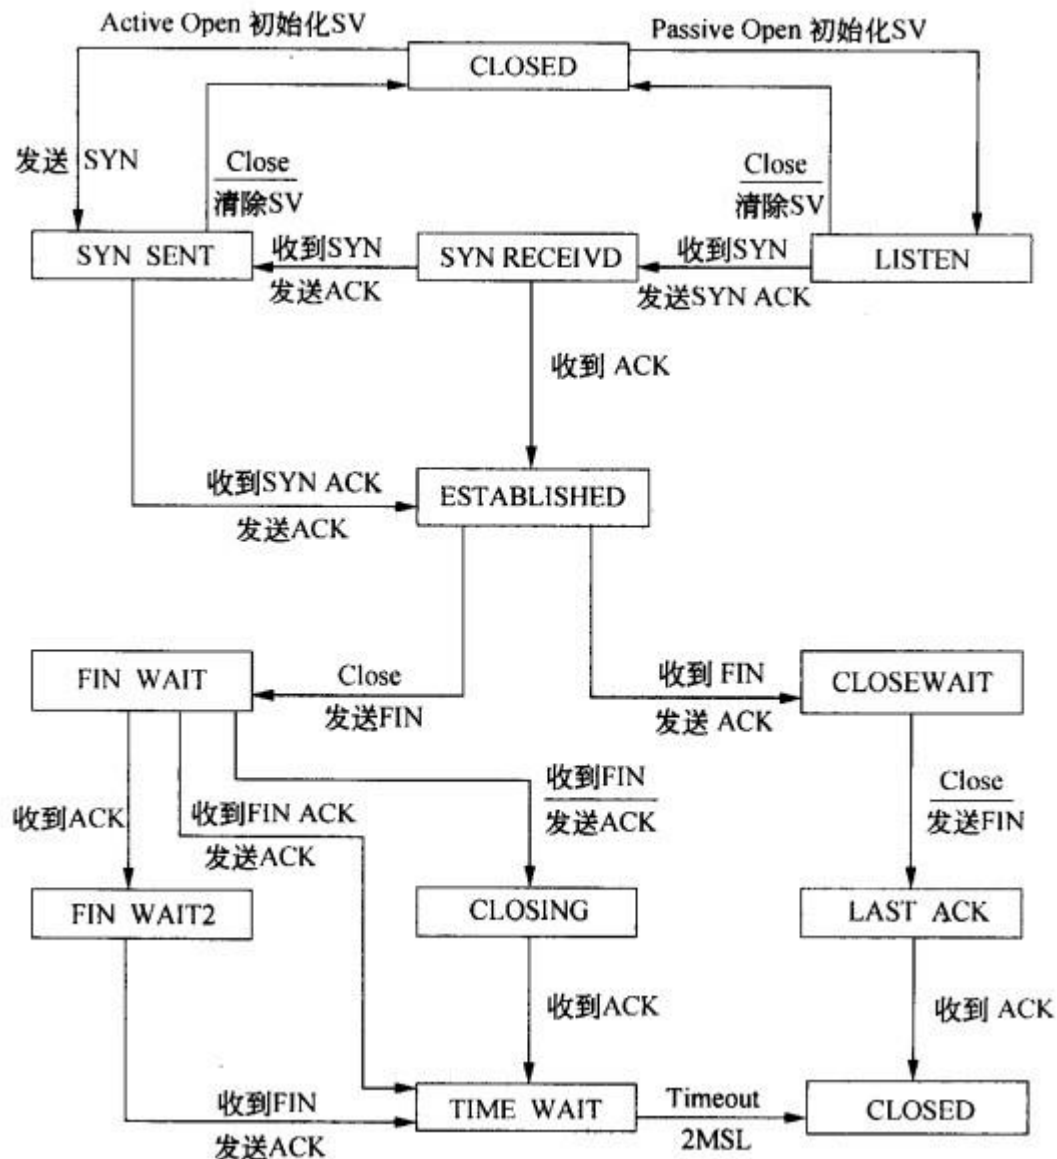 Active Open 初始化SV
Passive Open 初始化SV
CLOSED
发送 SYN
Close
清除SV
Close
清除SV
SYN SENT
收到SYN
发送ACK
SYN RECEIVD
收到SYN
发送SYN ACK
LISTEN
收到 ACK
收到SYN ACK
发送ACK
ESTABLISHED
FIN WAIT
Close
发送FIN
收到 FIN
发送 ACK
CLOSEWAIT
收到ACK
收到FIN ACK
发送ACK
收到FIN
发送ACK
Close
发送FIN
FIN WAIT2
CLOSING
LAST ACK
收到ACK
收到 ACK
收到FIN
发送ACK
TIME WAIT
Timeout
2MSL
CLOSED